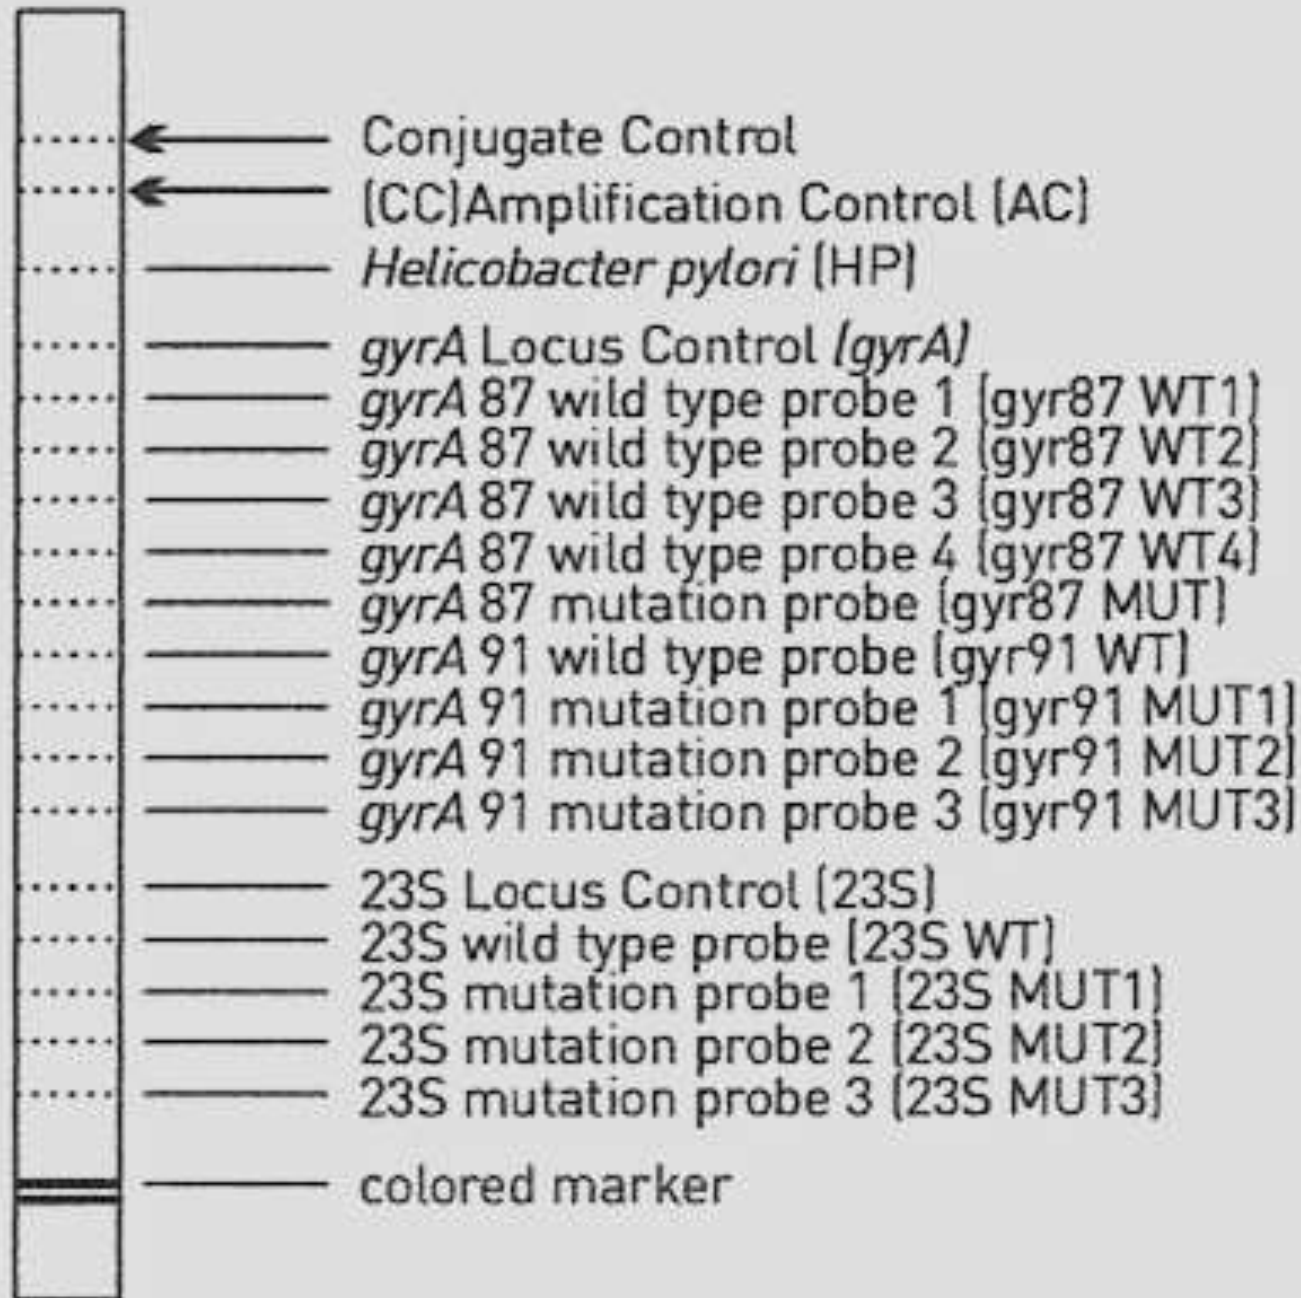 Conjugate Control
(CC)Amplification Control (AC)
Helicobacter pylori (HP)
gyrA Locus Control (gyrA)
gyrA 87 wild type probe 1 (gyr87 WT1)
gyrA 87 wild type probe 2 (gyr87 WT2)
gyrA 87 wild type probe 3 (gyr87 WT3)
gyrA 87 wild type probe 4 (gyr87 WT4)
gyrA 87 mutation probe (gyr87 MUT)
gyrA 91 wild type probe (gyr91 WT)
gyrA 91 mutation probe 1 (gyr91 MUT1)
gyrA 91 mutation probe 2 (gyr91 MUT2)
gyrA 91 mutation probe 3 (gyr91 MUT3)
23S Locus Control (23S)
23S wild type probe (23S WT)
23S mutation probe 1 (23S MUT1)
23S mutation probe 2 (23S MUT2)
23S mutation probe 3 (23S MUT3)
colored marker